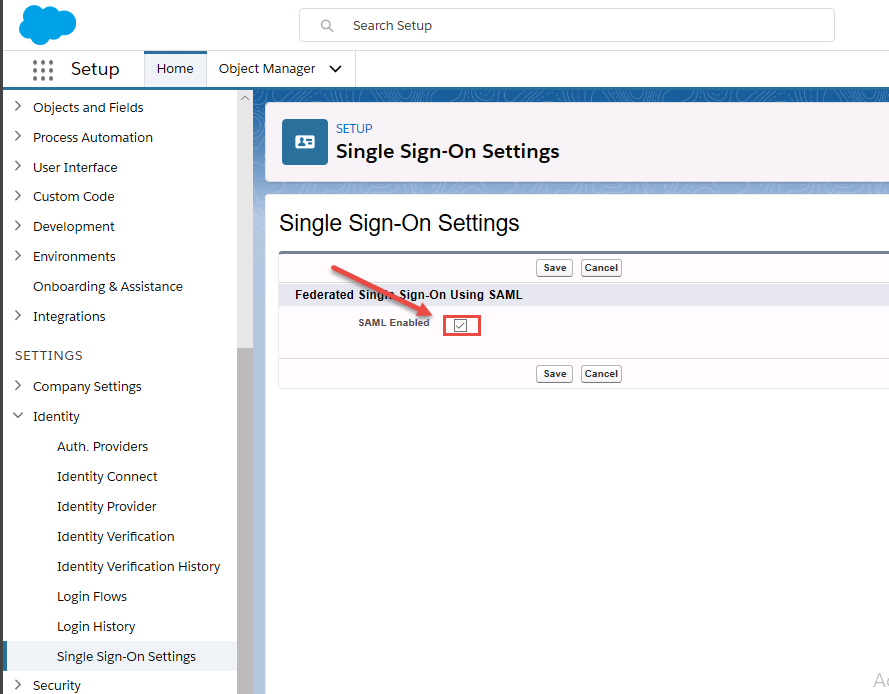 Search Setup
Setup
Home
Object Manager
Objects and Fields
Process Automation
User Interface
Custom Code
Development
Environments
Onboarding & Assistance
Integrations
SETTINGS
Company Settings
Identity
Auth. Providers
Identity Connect
Identity Provider
Identity Verification
Identity Verification History
Login Flows
Login History
Single Sign-On Settings
Security
SETUP
Single Sign-On Settings
Single Sign-On Settings
Save Cancel
Federated Single Sign-On Using SAML
SAML Enabled
Save Cancel